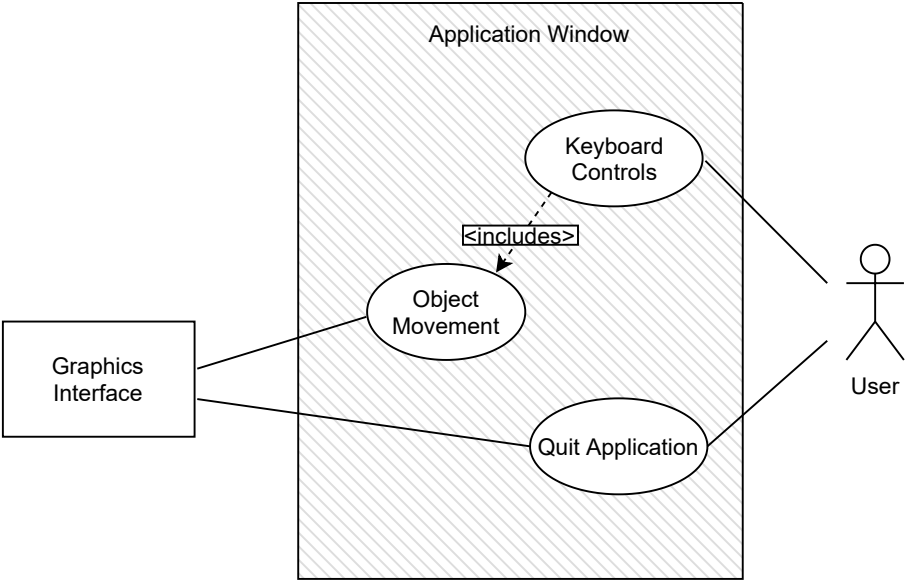 Application Window
Keyboard
Controls
<includes>
Object
Movement
Graphics
Interface
User
Quit Application